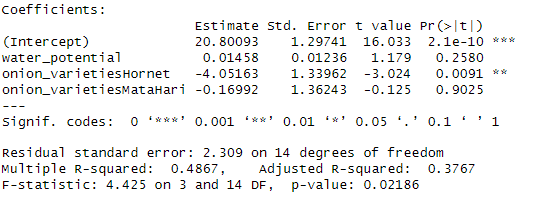 Coefficients:
Estimate Std. Error t value Pr(>|t|)
(Intercept) 20.80093 1.29741 16.033 2.1e-10 ***
water_potential 0.01458 0.01236 1.179 0.2580
onion_varietiesHornet -4.05163 1.33962 -3.024 0.0091 **
onion_varietiesMataHari -0.16992 1.36243 -0.125 0.9025
---
Signif. codes: 0 ‘***’ 0.001 ‘**’ 0.01 ‘*’ 0.05 ‘.’ 0.1 ‘ ’ 1
Residual standard error: 2.309 on 14 degrees of freedom
Multiple R-squared: 0.4867, Adjusted R-squared: 0.3767
F-statistic: 4.425 on 3 and 14 DF, p-value: 0.02186